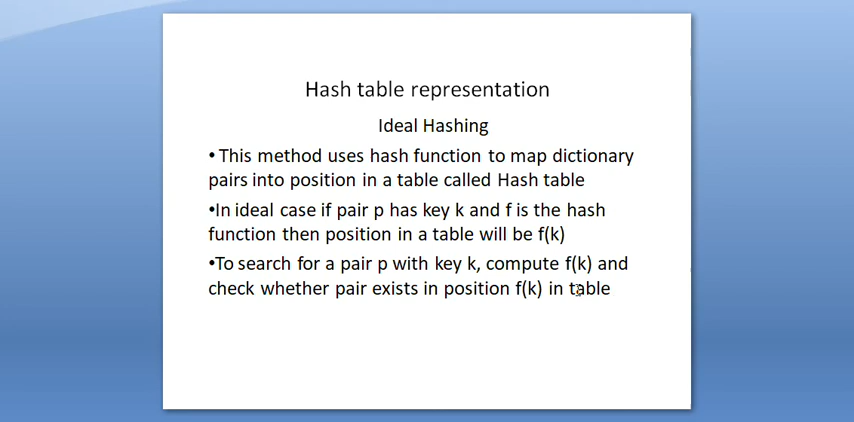 Hash table representation
Ideal Hashing
• This method uses hash function to map dictionary
pairs into position in a table called Hash table
•In ideal case if pair p has key k and f is the hash
function then position in a table will be f(k)
•To search for a pair p with key k, compute f(k) and
check whether pair exists in position f(k) in table